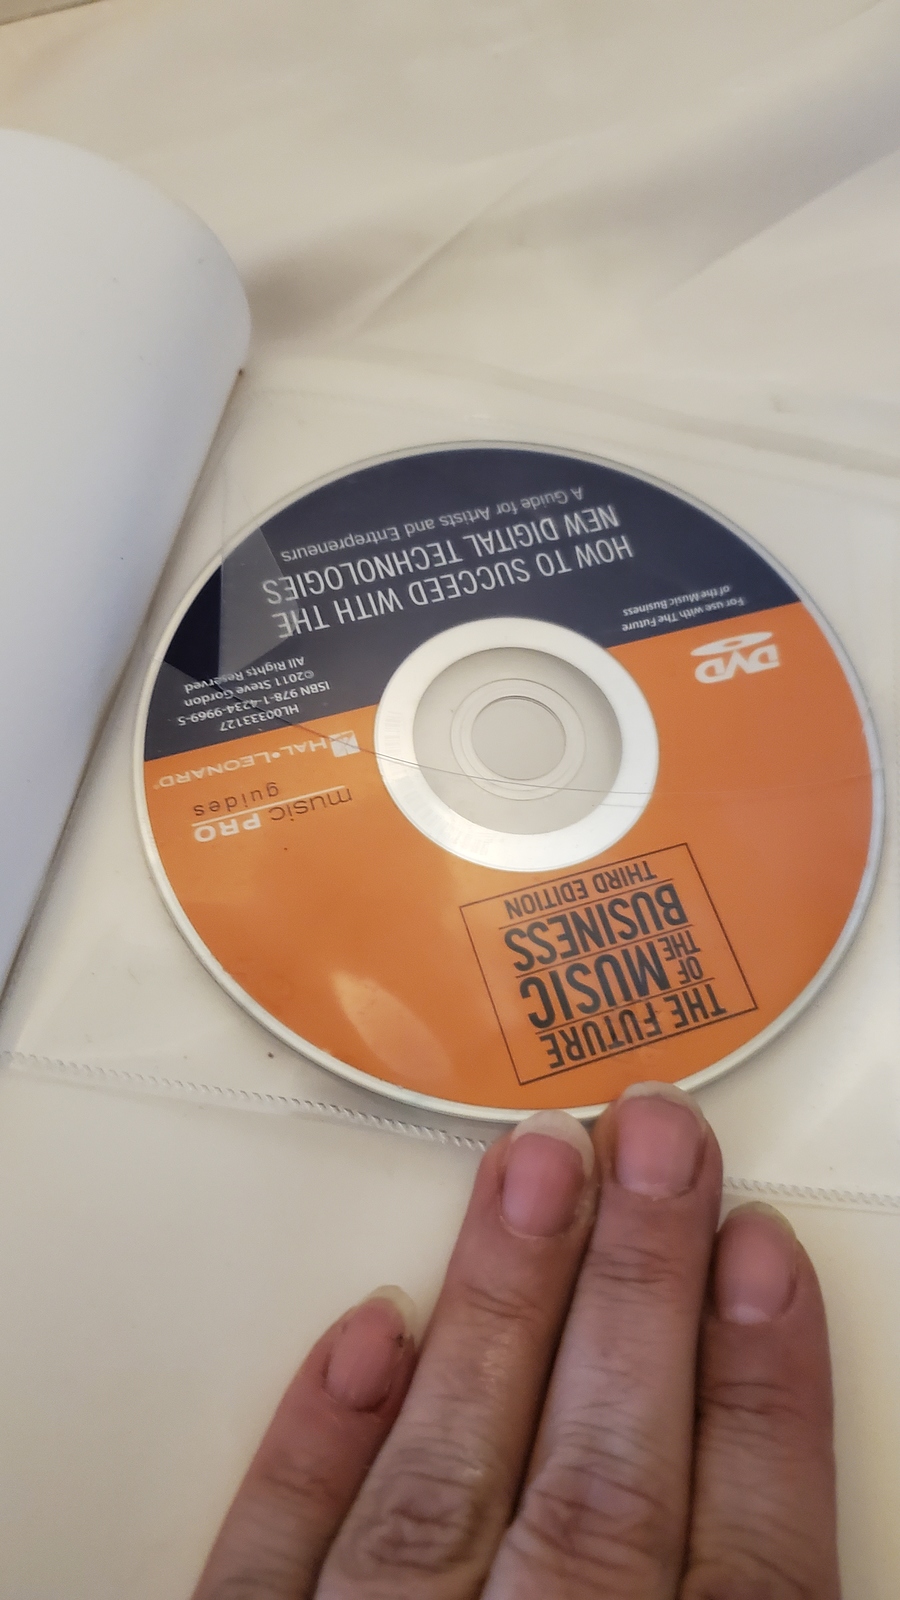 THE FUTURE
OF MUSIC
THE
BUSINESS
THIRD EDITION
music PRO
guides
HAL•LEONARD®
DVD
HL00333127
ISBN 978-1-4234-9969-5
©2011 Steve Gordon
All Rights Reserved
For use with The Future
of the Music Business
HOW TO SUCCEED WITH THE
NEW DIGITAL TECHNOLOGIES
A Guide for Artists and Entrepreneurs